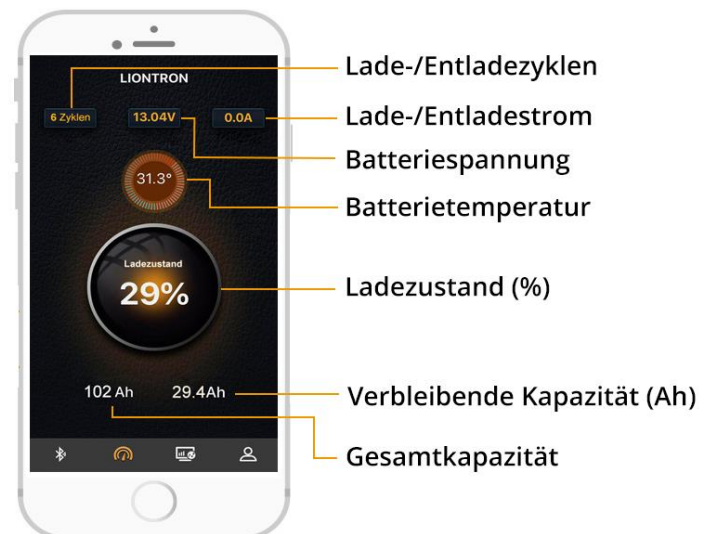 LIONTRON
6 Zyklen
13.04V
0.0A
31.3°
Ladezustand
29%
102 Ah
29.4Ah
Lade-/Entladezyklen
Lade-/Entladestrom
Batteriespannung
Batterietemperatur
Ladezustand (%)
Verbleibende Kapazität (Ah)
Gesamtkapazität